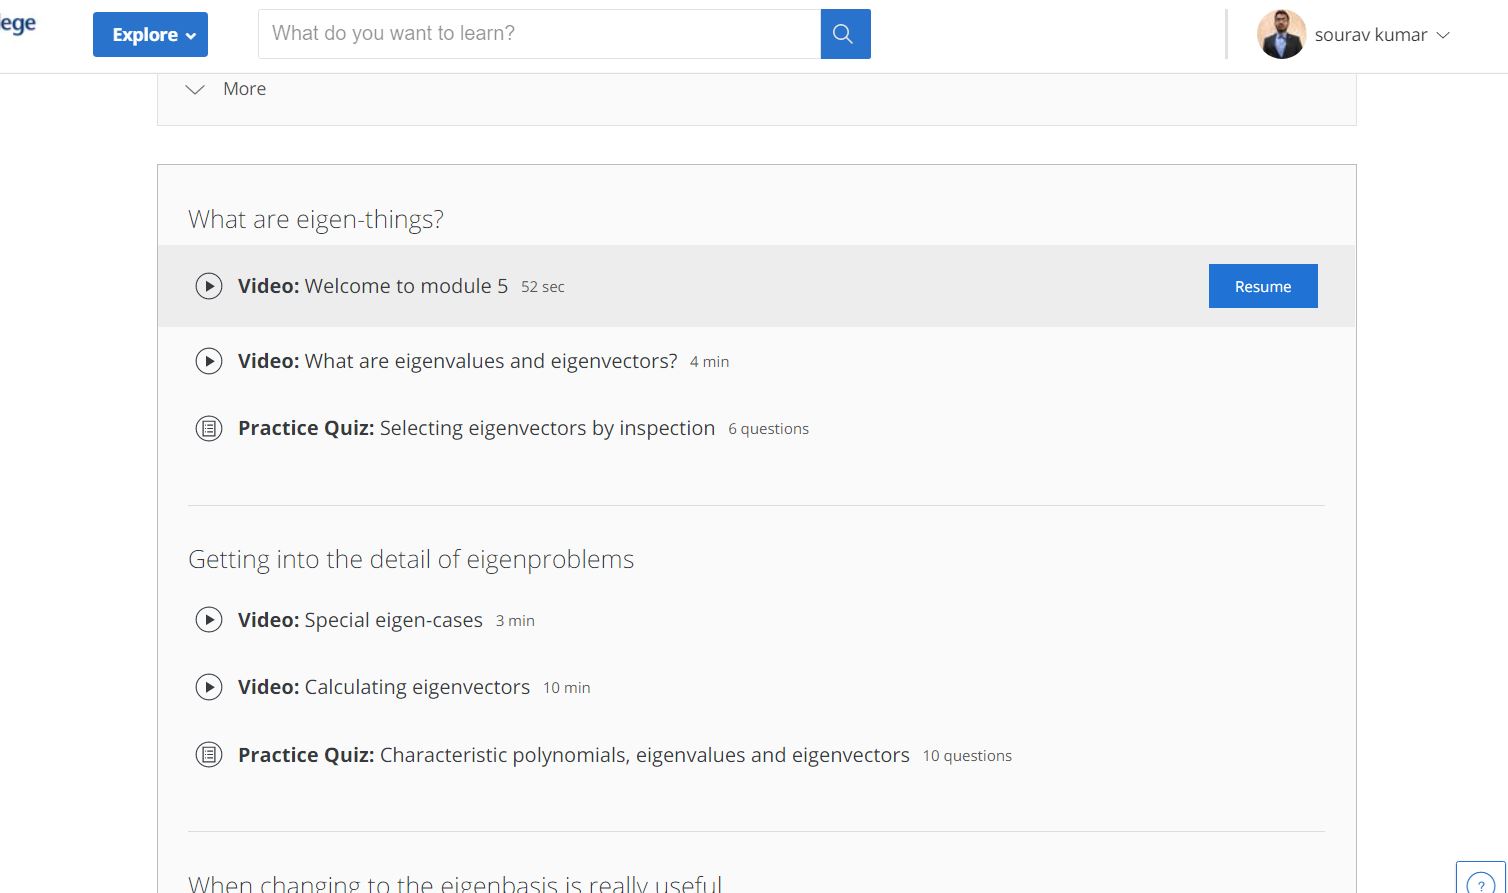 ege
Explore
What do you want to learn?
sourav kumar
More
What are eigen-things?
Video: Welcome to module 5 52 sec
Resume
Video: What are eigenvalues and eigenvectors? 4 min
Practice Quiz: Selecting eigenvectors by inspection 6 questions
Getting into the detail of eigenproblems
Video: Special eigen-cases 3 min
Video: Calculating eigenvectors 10 min
Practice Quiz: Characteristic polynomials, eigenvalues and eigenvectors 10 questions
When changing to the eigenbasis is really useful
?